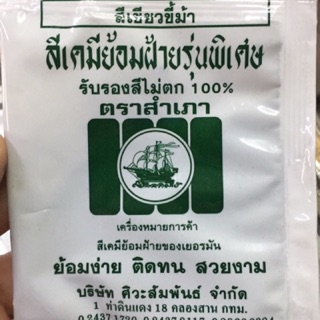 สีเขียวขี้ม้า
สีเคมีย้อมฝ้ายรุ่นพิเศษ
รับรองสีไม่ตก 100%
ตราสำเภา
เครื่องหมายการค้า
สีเคมีย้อมฝ้ายของเยอรมัน
ย้อมง่าย ติดทน สวยงาม
บริษัท ศิวะสัมพันธ์ จำกัด
1 ท่าดินแดง 18 คลองสาน กทม.